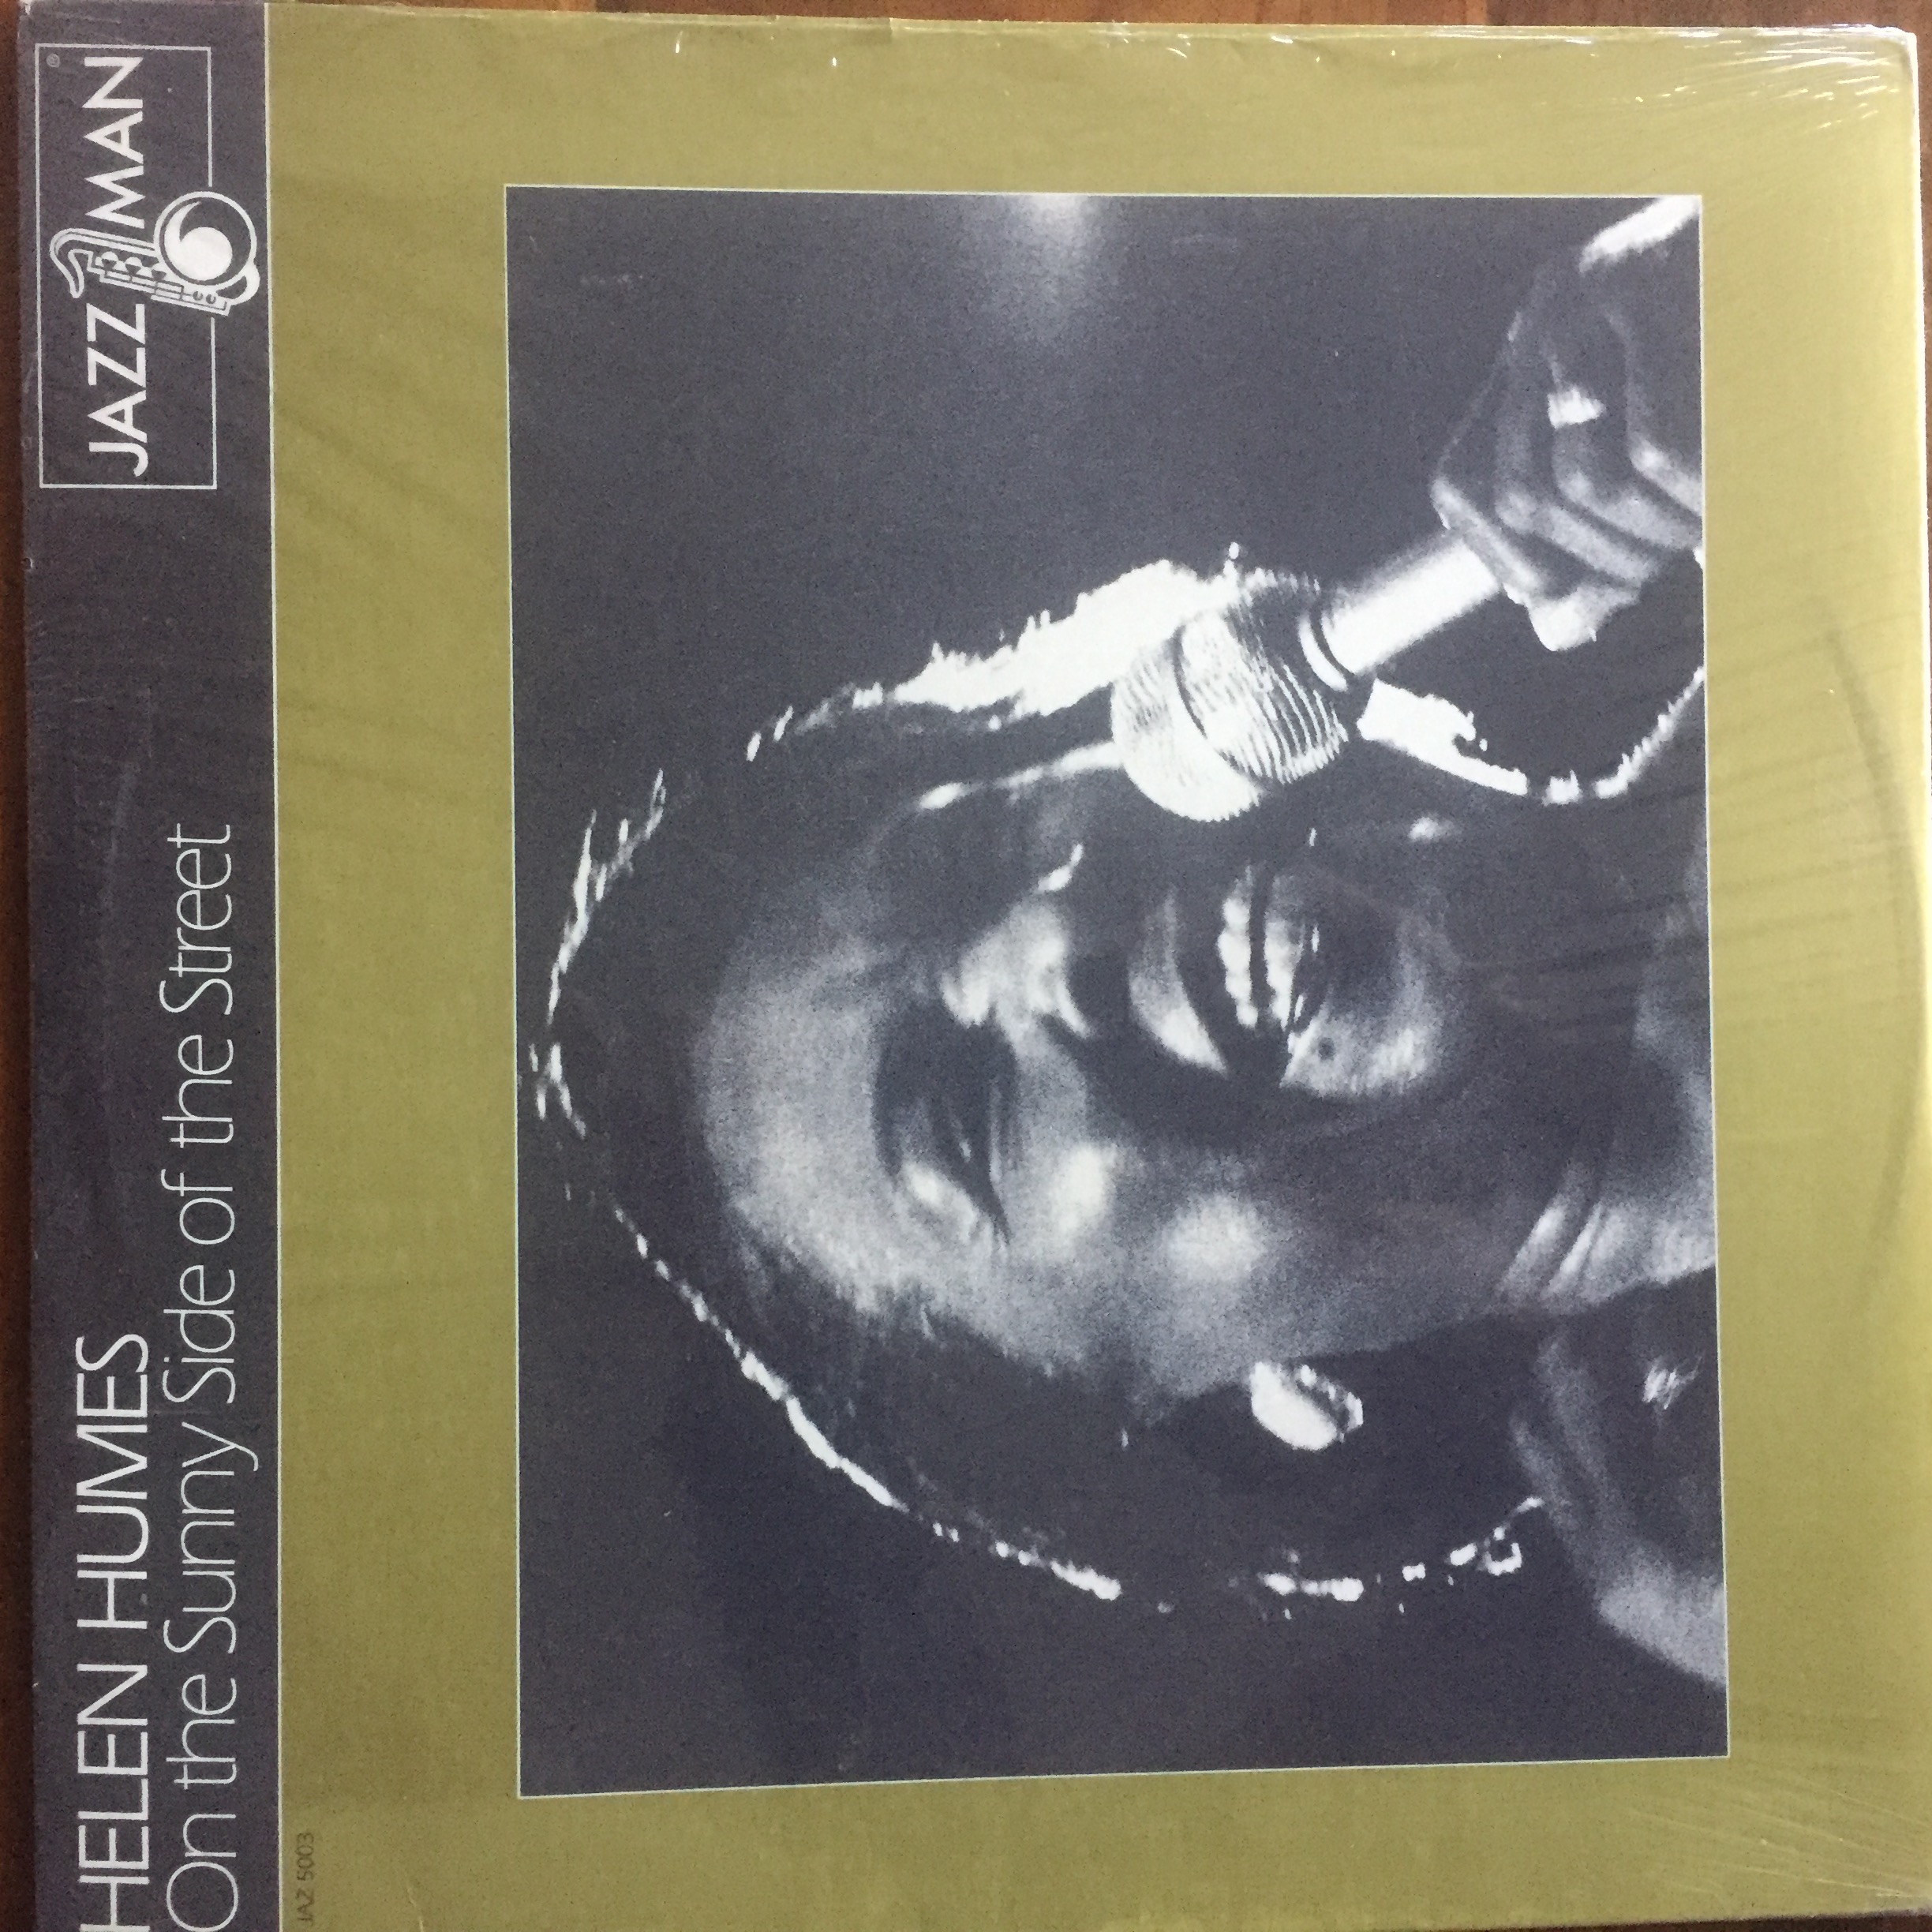 HELEN HUMES
On the Sunny Side of the Street
JAZZ MAN
®
JAZ 5003